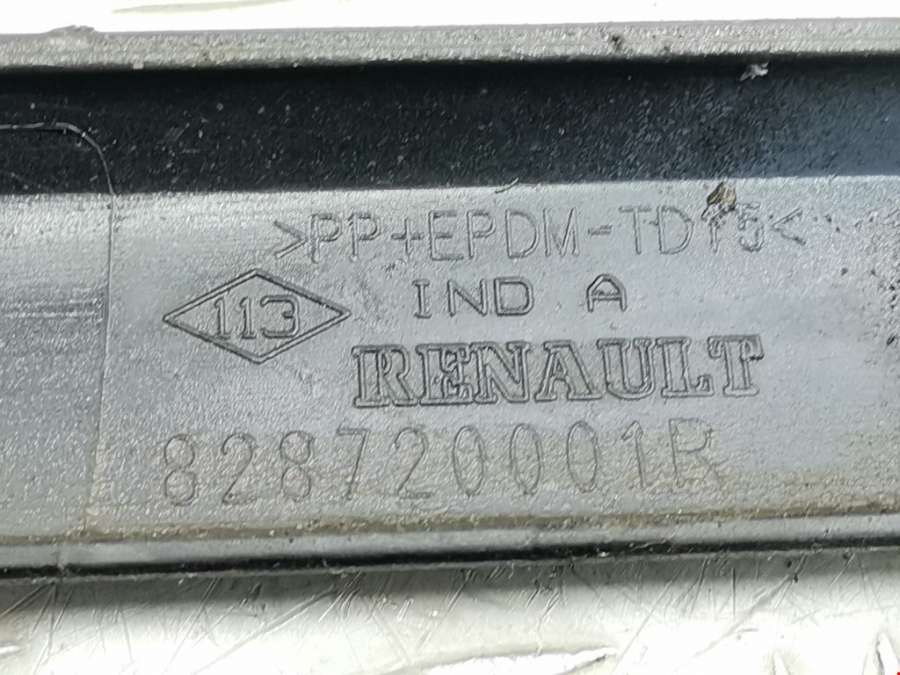 >PP+EPDM-TD15<
113
IND A
RENAULT
828720001R